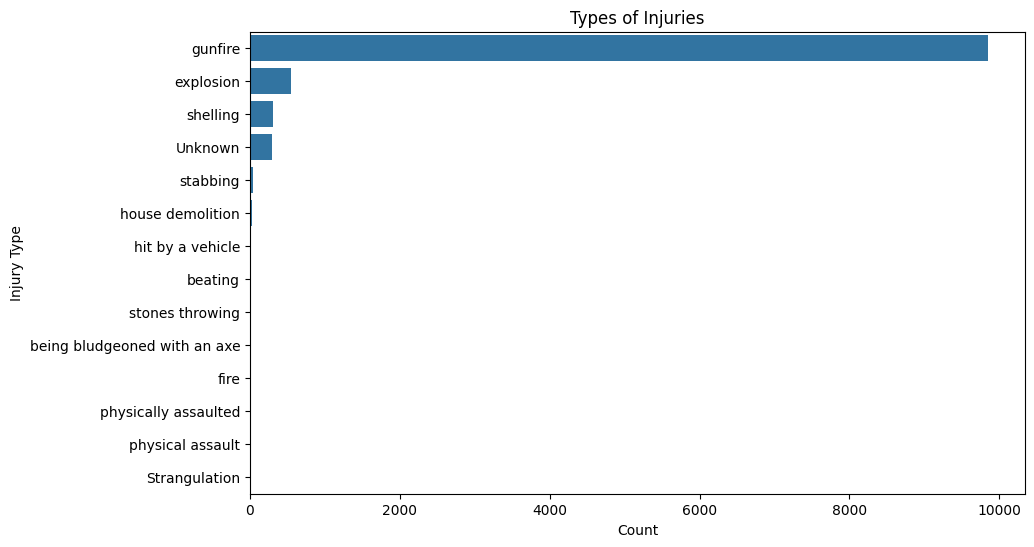 Types of Injuries
gunfire
explosion
shelling
Unknown
stabbing
house demolition
hit by a vehicle
beating
stones throwing
being bludgeoned with an axe
fire
physically assaulted
physical assault
Strangulation
Injury Type
0 2000 4000 6000 8000 10000
Count